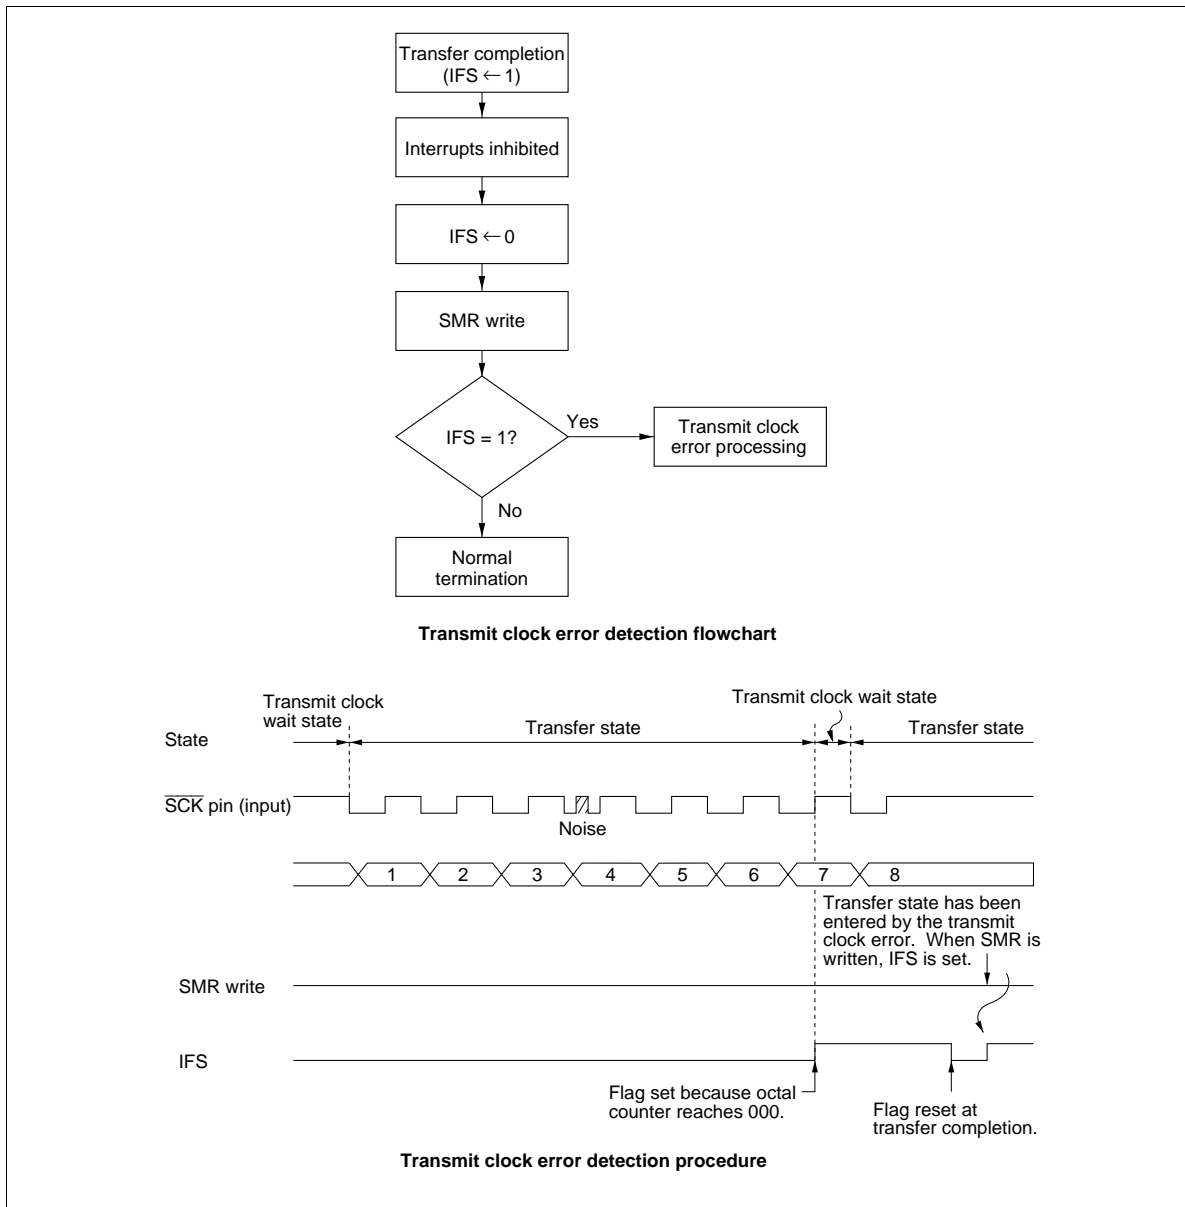 Transfer completion
(IFS ← 1)
Interrupts inhibited
IFS ← 0
SMR write
IFS = 1?
Yes
Transmit clock
error processing
No
Normal
termination
Transmit clock error detection flowchart
Transmit clock
wait state
Transmit clock wait state
State
Transfer state
Transfer state
SCK pin (input)
Noise
1 2 3 4 5 6 7 8
Transfer state has been
entered by the transmit
clock error. When SMR is
written, IFS is set.
SMR write
IFS
Flag set because octal
counter reaches 000.
Flag reset at
transfer completion.
Transmit clock error detection procedure